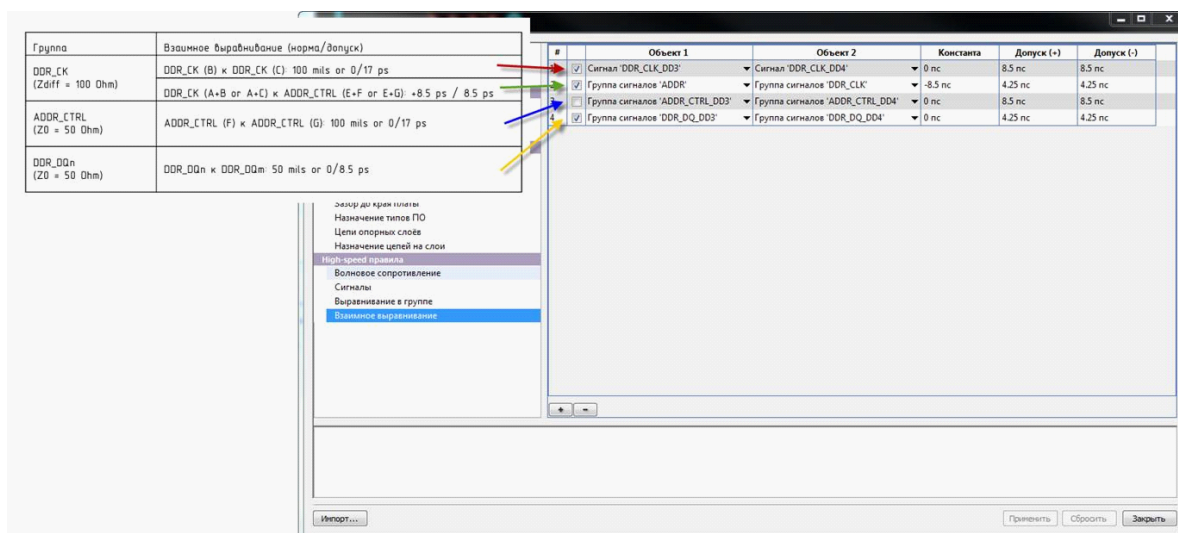 Группа Взаимное выравнивание (норма/допуск)
DDR_CK
(Zdiff = 100 Ohm)
DDR_CK (B) к DDR_CK (C): 100 mils or 0/17 ps
DDR_CK (A+B or A+C) к ADDR_CTRL (E+F or E+G): +8.5 ps / 8.5 ps
ADDR_CTRL
(Z0 = 50 Ohm)
ADDR_CTRL (F) к ADDR_CTRL (G): 100 mils or 0/17 ps
DDR_DQn
(Z0 = 50 Ohm)
DDR_DQn к DDR_DQm: 50 mils or 0/8.5 ps
# Объект 1 Объект 2 Константа Допуск (+) Допуск (-)
Сигнал 'DDR_CLK_DD3' Сигнал 'DDR_CLK_DD4' 0 пс 8.5 пс 8.5 пс
Группа сигналов 'ADDR' Группа сигналов 'DDR_CLK' -8.5 пс 4.25 пс 4.25 пс
3 Группа сигналов 'ADDR_CTRL_DD3' Группа сигналов 'ADDR_CTRL_DD4' 0 пс 8.5 пс 8.5 пс
4 Группа сигналов 'DDR_DQ_DD3' Группа сигналов 'DDR_DQ_DD4' 0 пс 4.25 пс 4.25 пс
Зазор до края платы
Назначение типов ПО
Цепи опорных слоёв
Назначение цепей на слои
High-speed правила
Волновое сопротивление
Сигналы
Выравнивание в группе
Взаимное выравнивание
+ -
Импорт... Применить Сбросить Закрыть